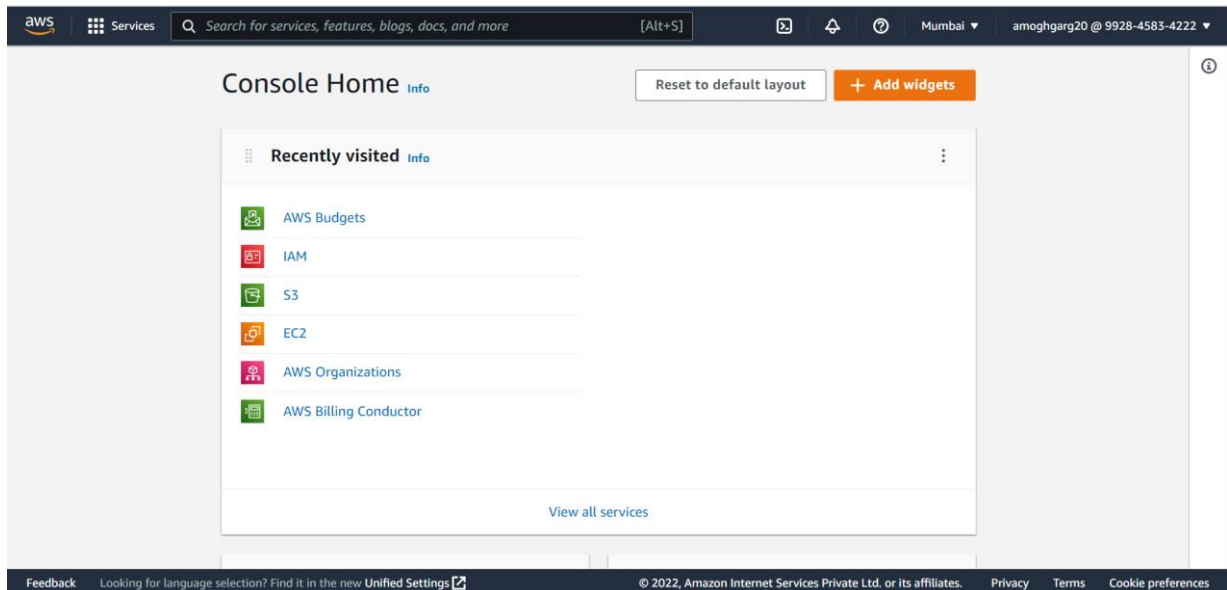 aws Services Search for services, features, blogs, docs, and more [Alt+S] Mumbai ▼ amoghgarg20 @ 9928-4583-4222 ▼
Console Home Info Reset to default layout + Add widgets
Recently visited Info
AWS Budgets
IAM
S3
EC2
AWS Organizations
AWS Billing Conductor
View all services
Feedback Looking for language selection? Find it in the new Unified Settings © 2022, Amazon Internet Services Private Ltd. or its affiliates. Privacy Terms Cookie preferences